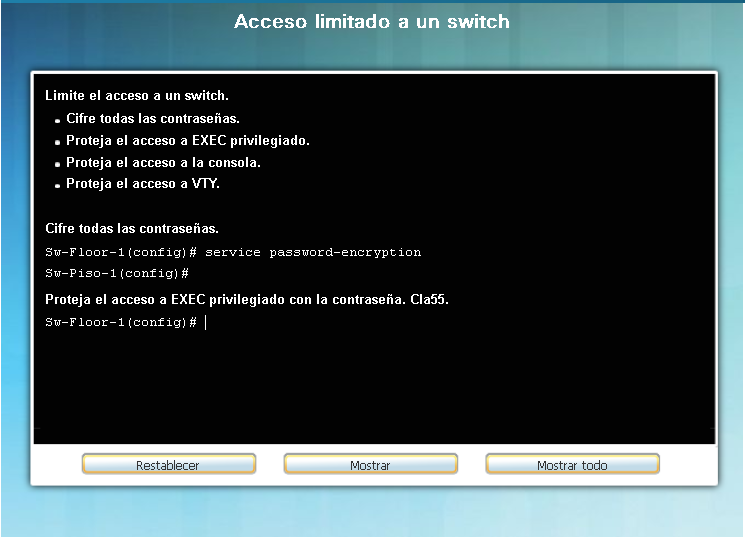 Acceso limitado a un switch
Limite el acceso a un switch.
Cifre todas las contraseñas.
Proteja el acceso a EXEC privilegiado.
Proteja el acceso a la consola.
Proteja el acceso a VTY.
Cifre todas las contraseñas.
Sw-Floor-1(config)# service password-encryption
Sw-Piso-1(config)#
Proteja el acceso a EXEC privilegiado con la contraseña. Cla55.
Sw-Floor-1(config)#
Restablecer
Mostrar
Mostrar todo